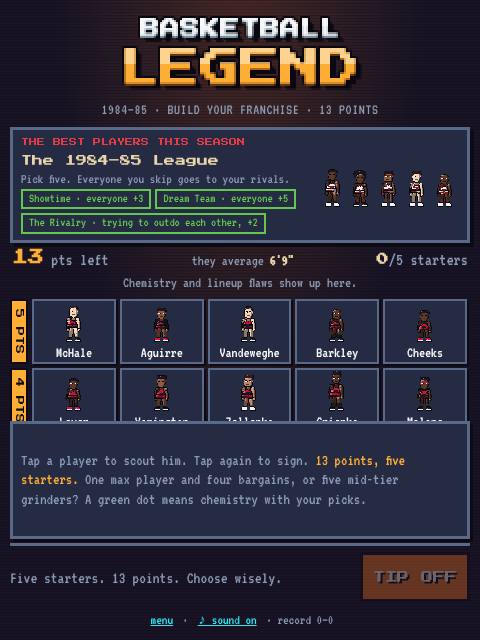 BASKETBALL
LEGEND
1984-85 · BUILD YOUR FRANCHISE · 13 POINTS
THE BEST PLAYERS THIS SEASON
The 1984-85 League
Pick five. Everyone you skip goes to your rivals.
Showtime · everyone +3
Dream Team · everyone +5
The Rivalry · trying to outdo each other, +2
13 pts left
they average 6'9"
0/5 starters
Chemistry and lineup flaws show up here.
5 PTS
McHale
Aguirre
Vandeweghe
Barkley
Cheeks
4 PTS
Tap a player to scout him. Tap again to sign. 13 points, five
starters. One max player and four bargains, or five mid-tier
grinders? A green dot means chemistry with your picks.
Five starters. 13 points. Choose wisely.
TIP OFF
menu · ♪ sound on · record 0-0